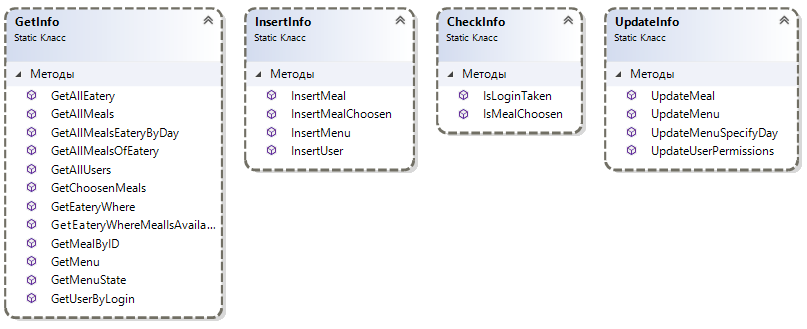 GetInfo
Static Класс
Методы
GetAllEatery
GetAllMeals
GetAllMealsEateryByDay
GetAllMealsOfEatery
GetAllUsers
GetChoosenMeals
GetEateryWhere
GetEateryWhereMealIsAvaila...
GetMealByID
GetMenu
GetMenuState
GetUserByLogin
InsertInfo
Static Класс
Методы
InsertMeal
InsertMealChoosen
InsertMenu
InsertUser
CheckInfo
Static Класс
Методы
IsLoginTaken
IsMealChoosen
UpdateInfo
Static Класс
Методы
UpdateMeal
UpdateMenu
UpdateMenuSpecifyDay
UpdateUserPermissions